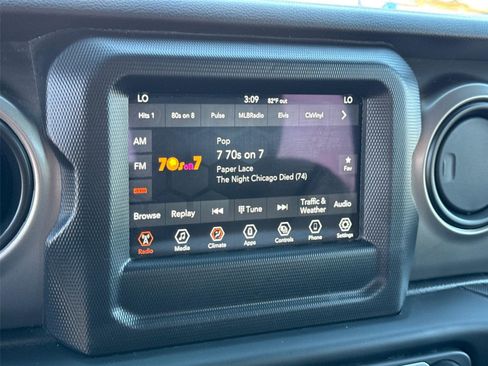 LO 3:09 82°F out LO
Hits 1 80s on 8 Pulse MLBRadio Elvis ClsVinyl
AM
FM
70s on 7
Pop
7 70s on 7
Paper Lace
The Night Chicago Died (74)
Fav
Browse Replay Tune Traffic & Weather Audio
Radio Media Climate Apps Controls Phone Settings